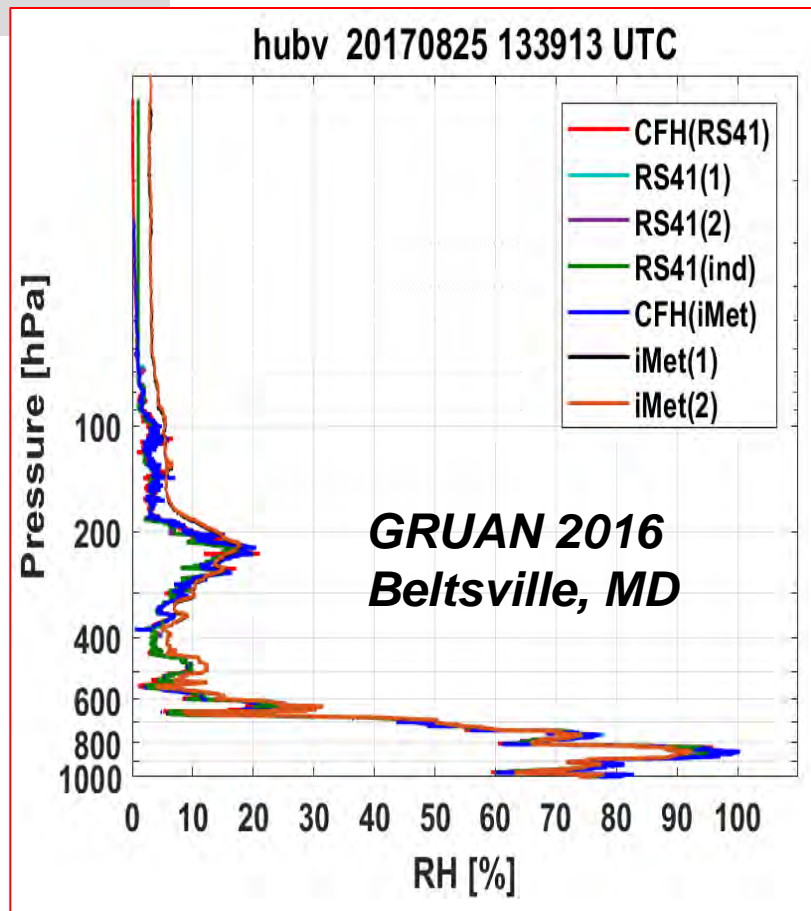 hubv 20170825 133913 UTC
CFH(RS41)
RS41(1)
RS41(2)
RS41(ind)
CFH(iMet)
iMet(1)
iMet(2)
Pressure [hPa]
100
200
400
600
800
1000
GRUAN 2016
Beltsville, MD
0 10 20 30 40 50 60 70 80 90 100
RH [%]